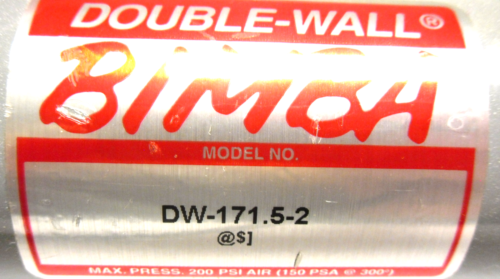 DOUBLE-WALL®
BIMBA
MODEL NO.
DW-171.5-2
@$]
MAX. PRESS. 200 PSI AIR (150 PSA @ 300°)